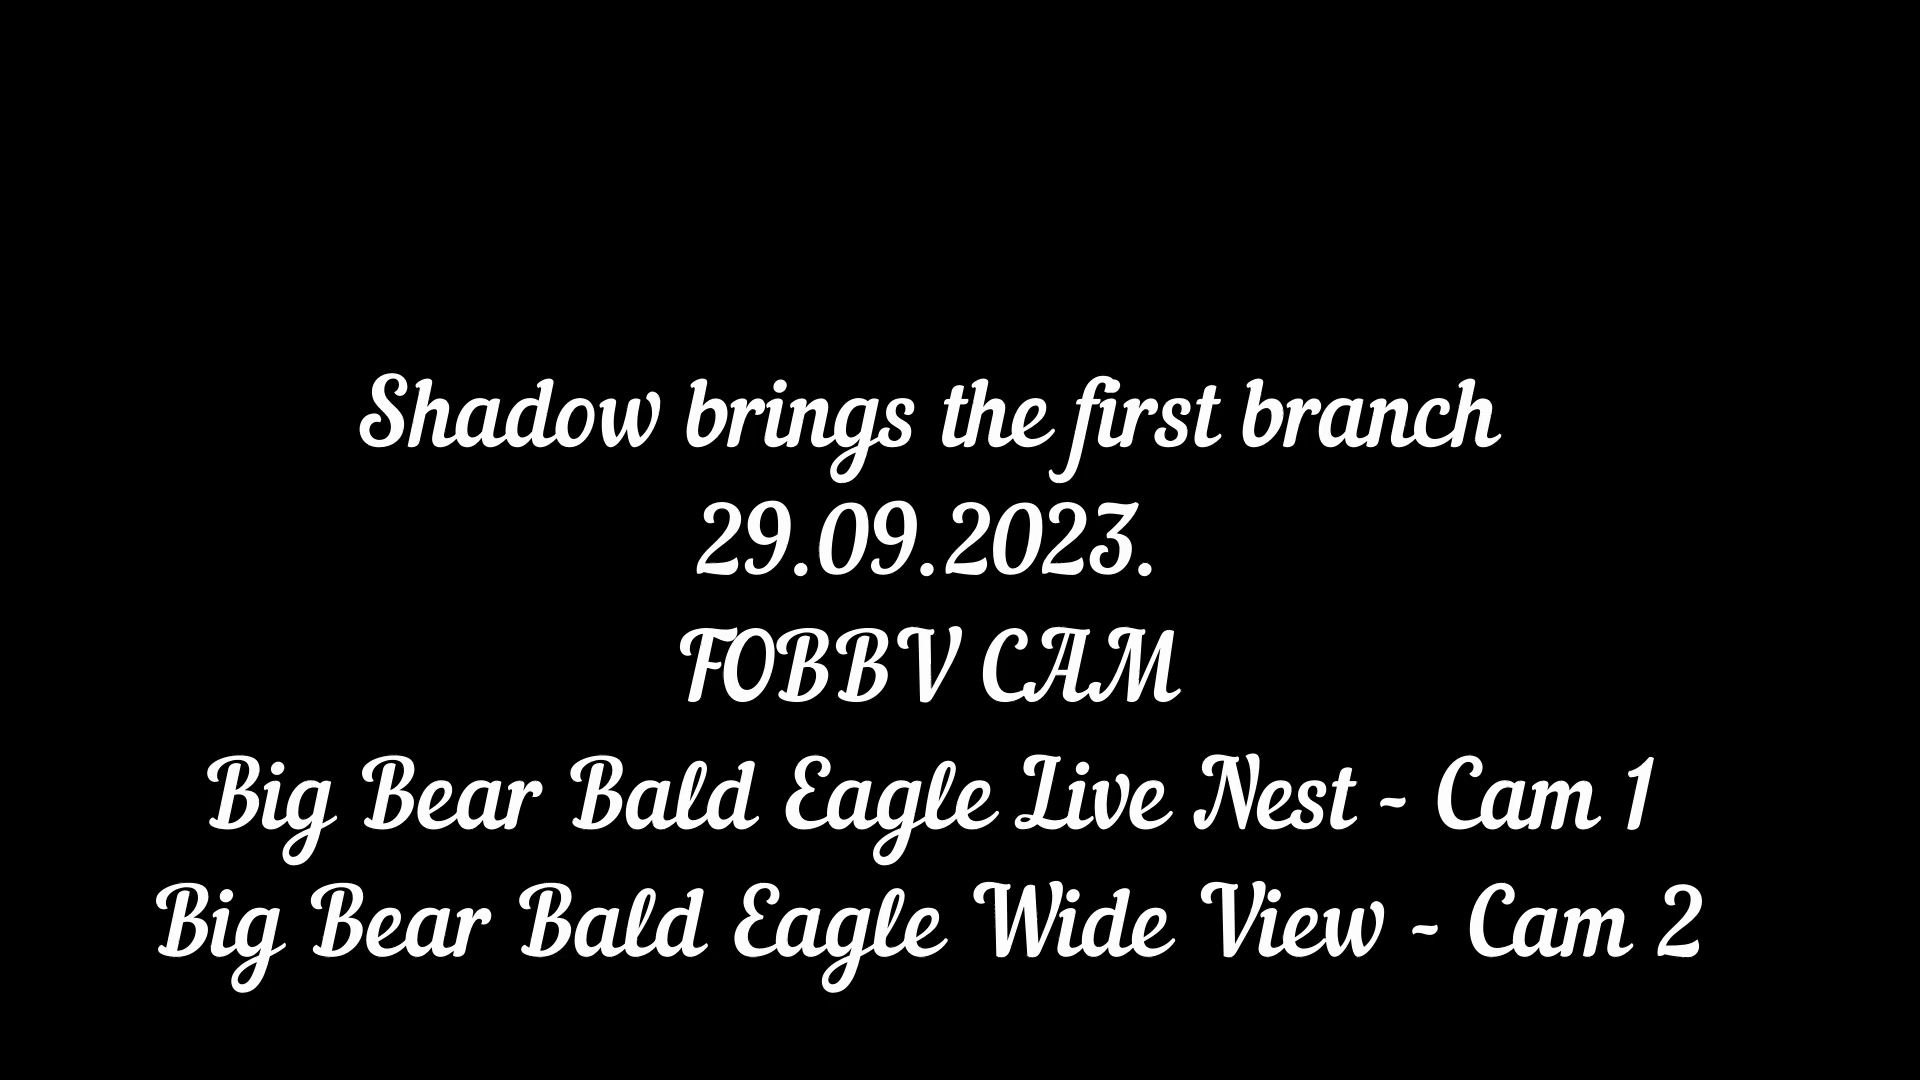 Shadow brings the first branch
29.09.2023.
FOBBV CAM
Big Bear Bald Eagle Live Nest - Cam 1
Big Bear Bald Eagle Wide View - Cam 2